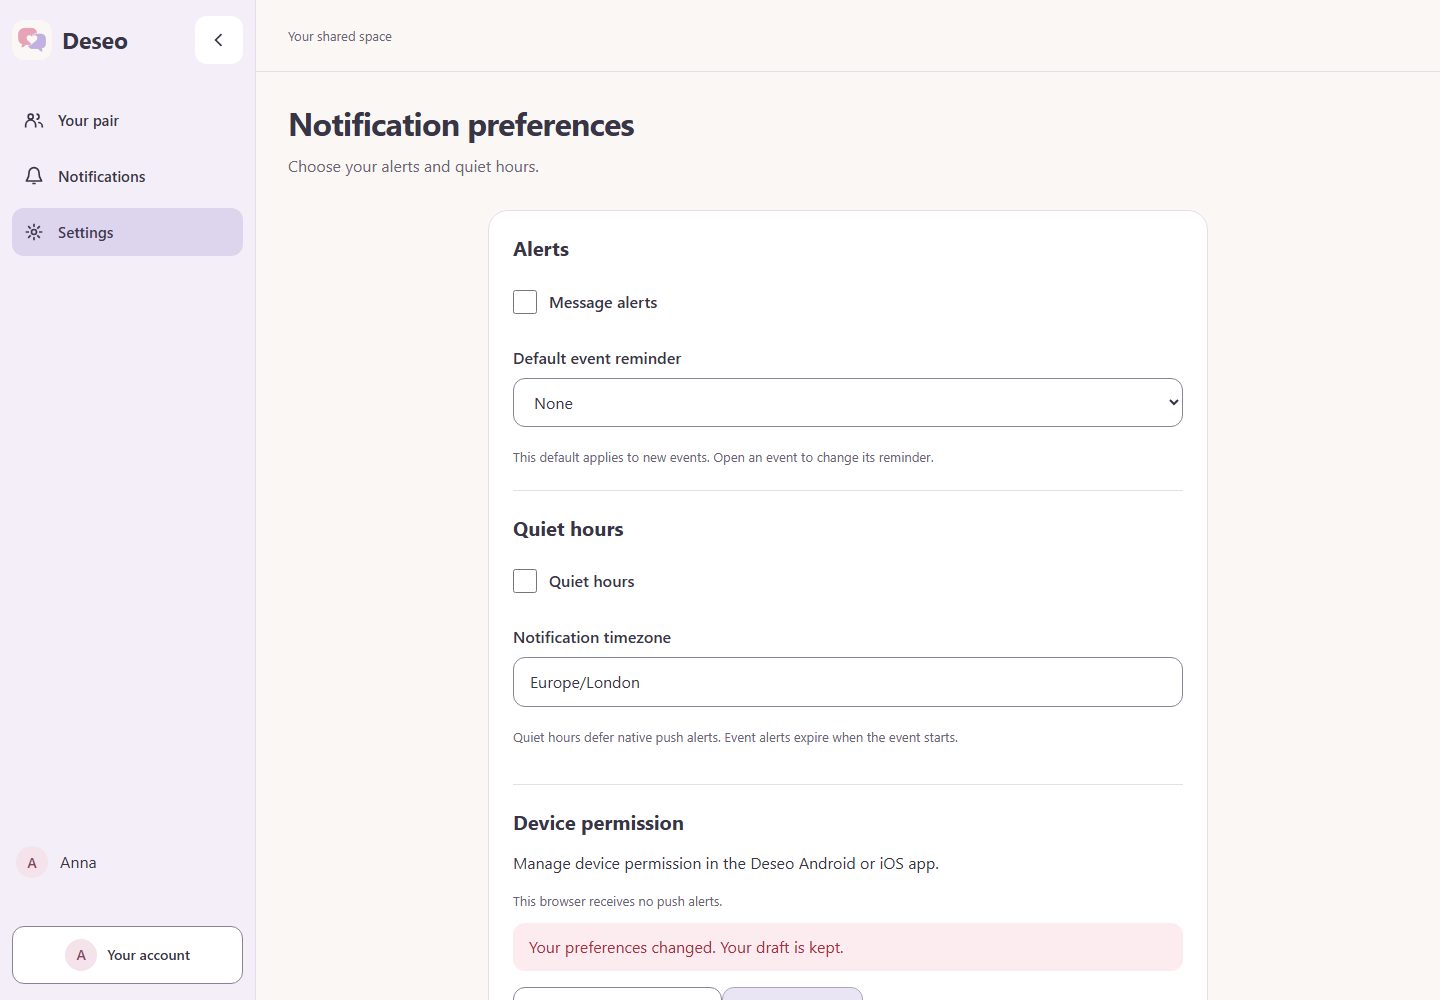 Deseo
Your shared space
Your pair
Notifications
Settings
Notification preferences
Choose your alerts and quiet hours.
Alerts
Message alerts
Default event reminder
None
This default applies to new events. Open an event to change its reminder.
Quiet hours
Quiet hours
Notification timezone
Europe/London
Quiet hours defer native push alerts. Event alerts expire when the event starts.
Device permission
Manage device permission in the Deseo Android or iOS app.
This browser receives no push alerts.
Your preferences changed. Your draft is kept.
A Anna
A Your account